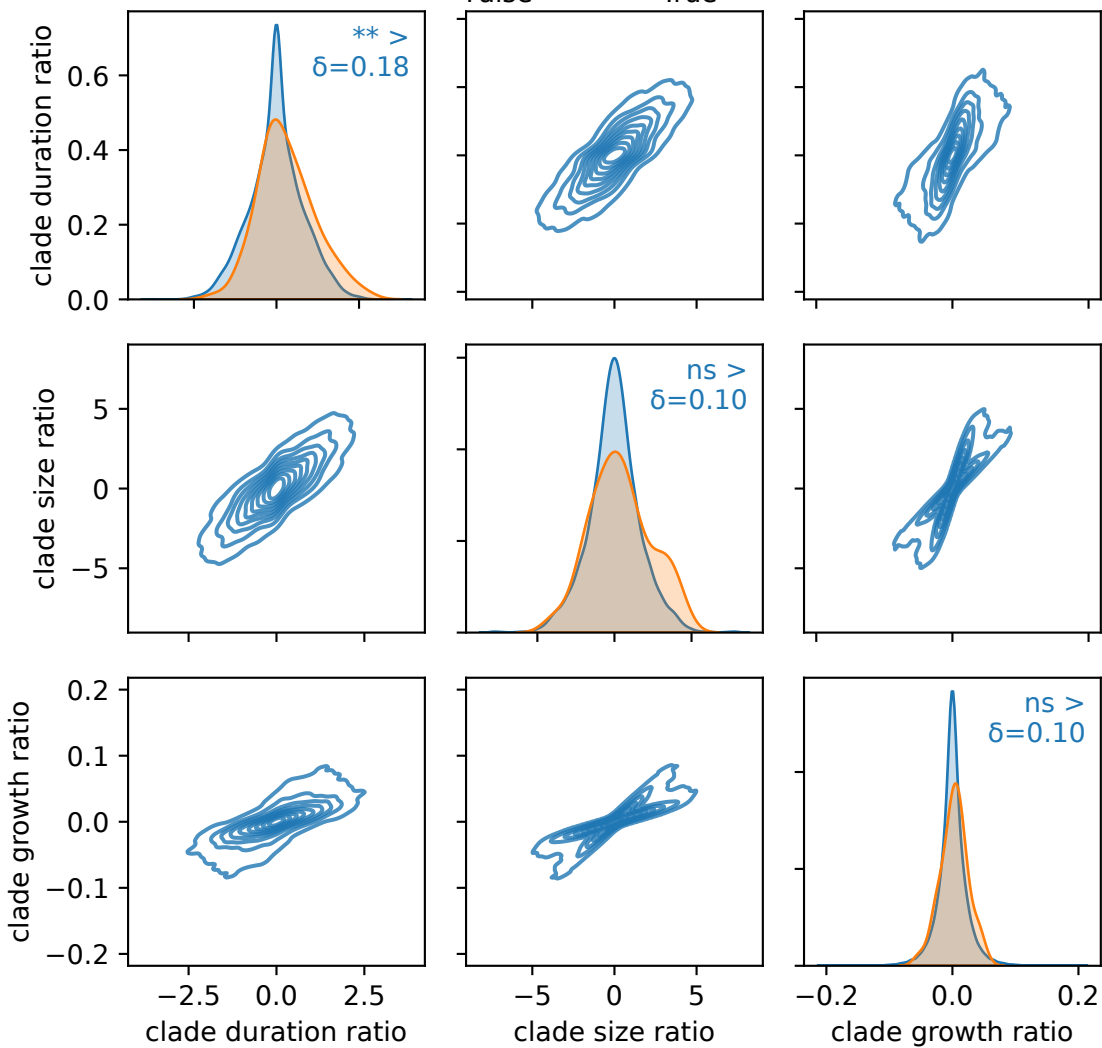 clade duration ratio
0.6
0.4
0.2
0.0
** >
δ=0.18
clade size ratio
5
0
−5
ns >
δ=0.10
clade growth ratio
0.2
0.1
0.0
−0.1
−0.2
ns >
δ=0.10
−2.5 0.0 2.5
−5 0 5
−0.2 0.0 0.2
clade duration ratio
clade size ratio
clade growth ratio